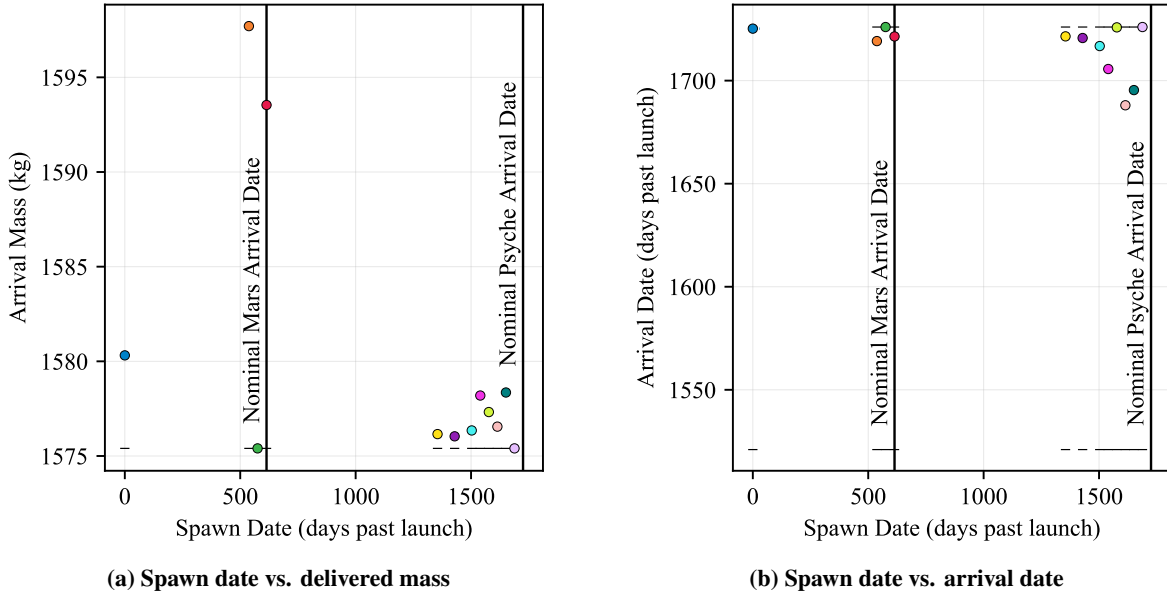 Arrival Mass (kg)
1595
1590
1585
1580
1575
Nominal Mars Arrival Date
Nominal Psyche Arrival Date
0
500
1000
1500
Spawn Date (days past launch)
(a) Spawn date vs. delivered mass
Arrival Date (days past launch)
1700
1650
1600
1550
Nominal Mars Arrival Date
Nominal Psyche Arrival Date
0
500
1000
1500
Spawn Date (days past launch)
(b) Spawn date vs. arrival date